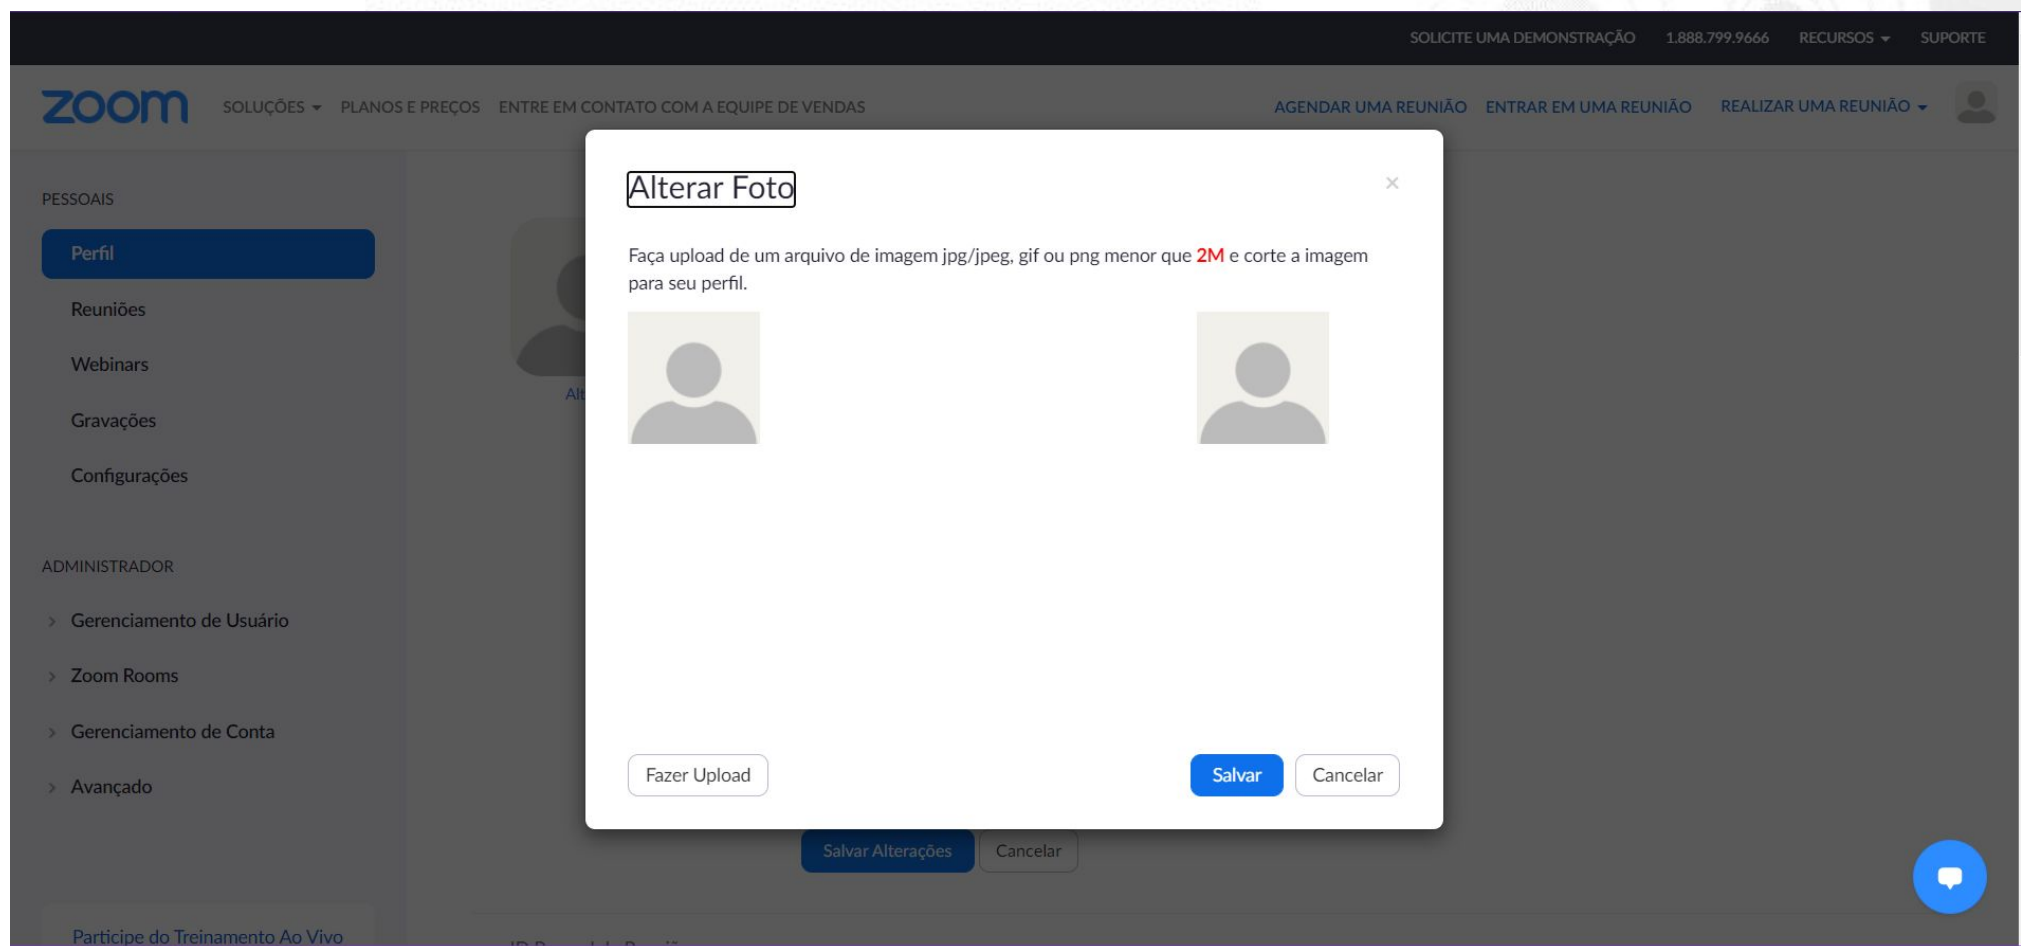 SOLICITE UMA DEMONSTRAÇÃO 1.888.799.9666 RECURSOS SUPORTE
zoom SOLUÇÕES PLANOS E PREÇOS ENTRE EM CONTATO COM A EQUIPE DE VENDAS AGENDAR UMA REUNIÃO ENTRAR EM UMA REUNIÃO REALIZAR UMA REUNIÃO
PESSOAIS
Perfil
Reuniões
Webinars
Gravações
Configurações
ADMINISTRADOR
Gerenciamento de Usuário
Zoom Rooms
Gerenciamento de Conta
Avançado
Participe do Treinamento Ao Vivo
Alterar Foto
×
Faça upload de um arquivo de imagem jpg/jpeg, gif ou png menor que 2M e corte a imagem
para seu perfil.
Fazer Upload Salvar Cancelar
Salvar Alterações Cancelar